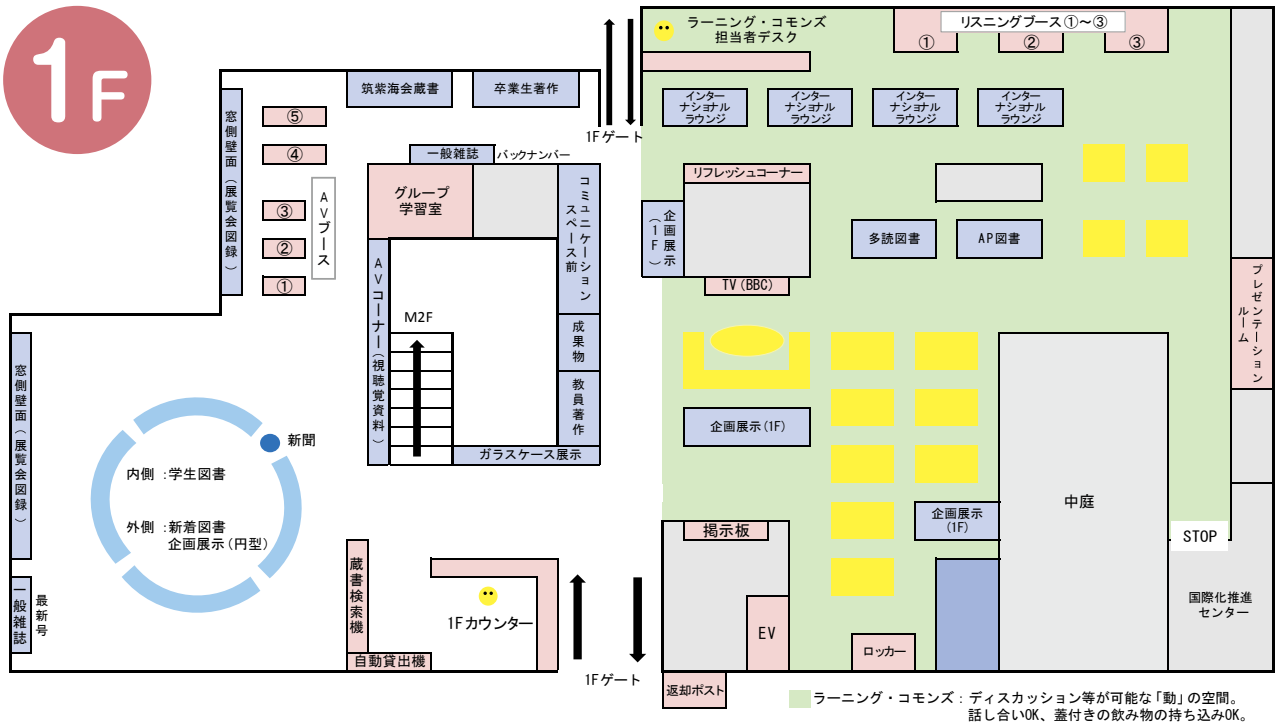 1F
ラーニング・コモンズ
担当者デスク
リスニングブース①～③
①
②
③
筑紫海会蔵書
卒業生著作
1Fゲート
インター
ナショナル
ラウンジ
インター
ナショナル
ラウンジ
インター
ナショナル
ラウンジ
インター
ナショナル
ラウンジ
窓側壁面(展覧会図録)
⑤
④
③
②
①
AVブース
一般雑誌
バックナンバー
グループ
学習室
コミュニケーション
スペース前
リフレッシュコーナー
企画展示
(1F)
TV(BBC)
多読図書
AP図書
プレゼンテーション
ルーム
AVコーナー(視聴覚資料)
M2F
成果物
教員著作
ガラスケース展示
窓側壁面(展覧会図録)
新聞
内側:学生図書
外側:新着図書
企画展示(円型)
企画展示(1F)
企画展示
(1F)
中庭
STOP
掲示板
一般雑誌
最新号
蔵書検索機
自動貸出機
1Fカウンター
1Fゲート
EV
ロッカー
国際化推進
センター
返却ポスト
ラーニング・コモンズ:ディスカッション等が可能な「動」の空間。
話し合いOK、蓋付きの飲み物の持ち込みOK。